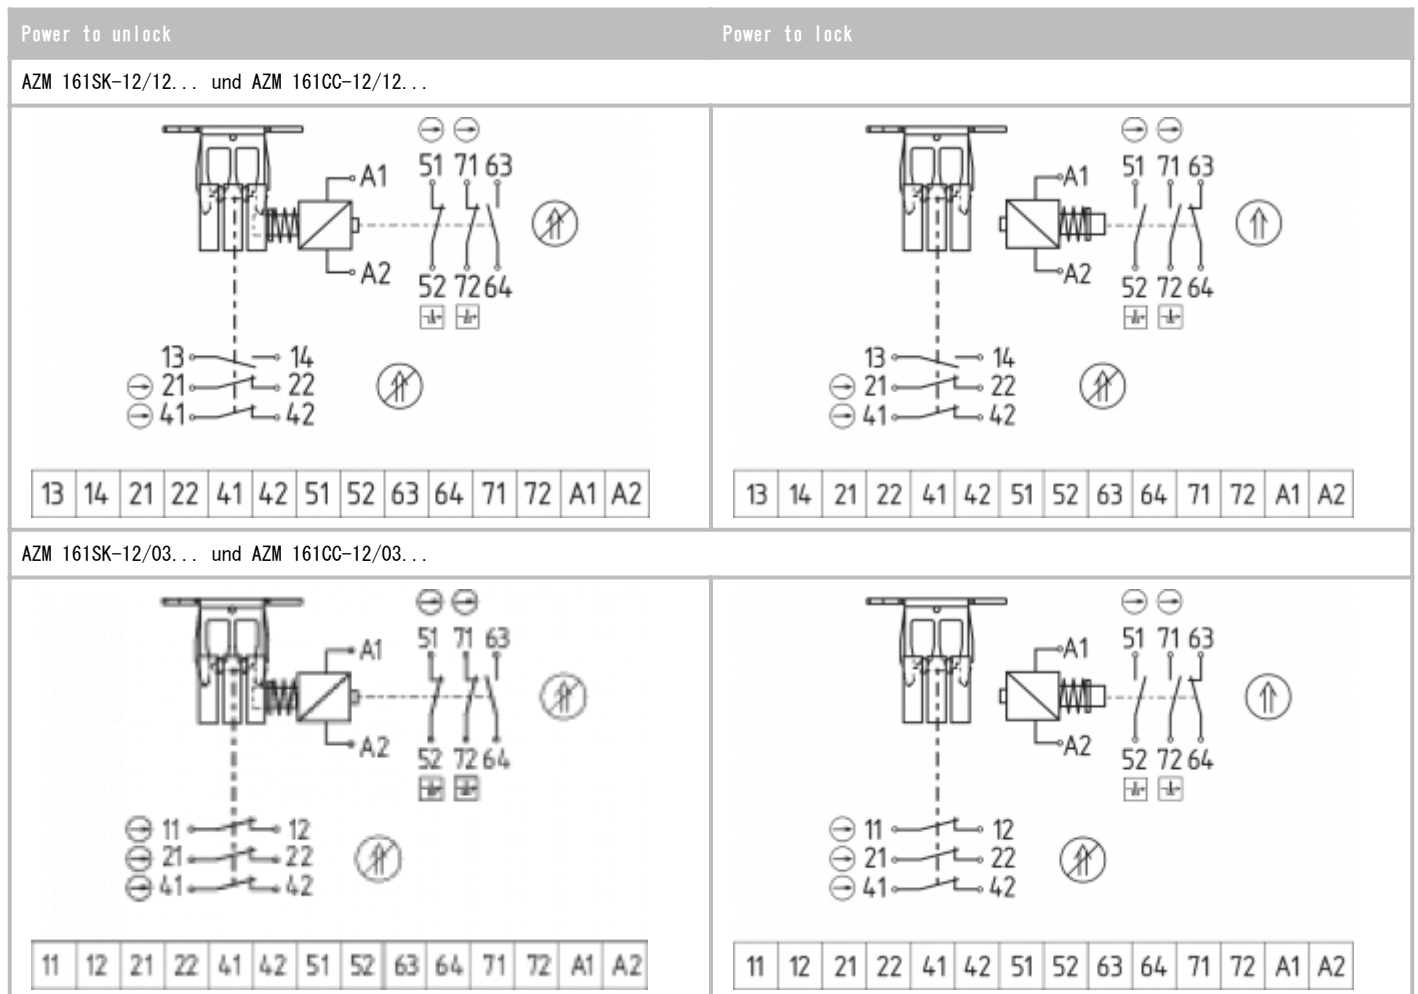 Power to unlock Power to lock
AZM 161SK-12/12... und AZM 161CC-12/12...
51 71 63
A1
A2
52 72 64
13 14
21 22
41 42
13 14 21 22 41 42 51 52 63 64 71 72 A1 A2
51 71 63
A1
A2
52 72 64
13 14
21 22
41 42
13 14 21 22 41 42 51 52 63 64 71 72 A1 A2
AZM 161SK-12/03... und AZM 161CC-12/03...
51 71 63
A1
A2
52 72 64
11 12
21 22
41 42
11 12 21 22 41 42 51 52 63 64 71 72 A1 A2
51 71 63
A1
A2
52 72 64
11 12
21 22
41 42
11 12 21 22 41 42 51 52 63 64 71 72 A1 A2